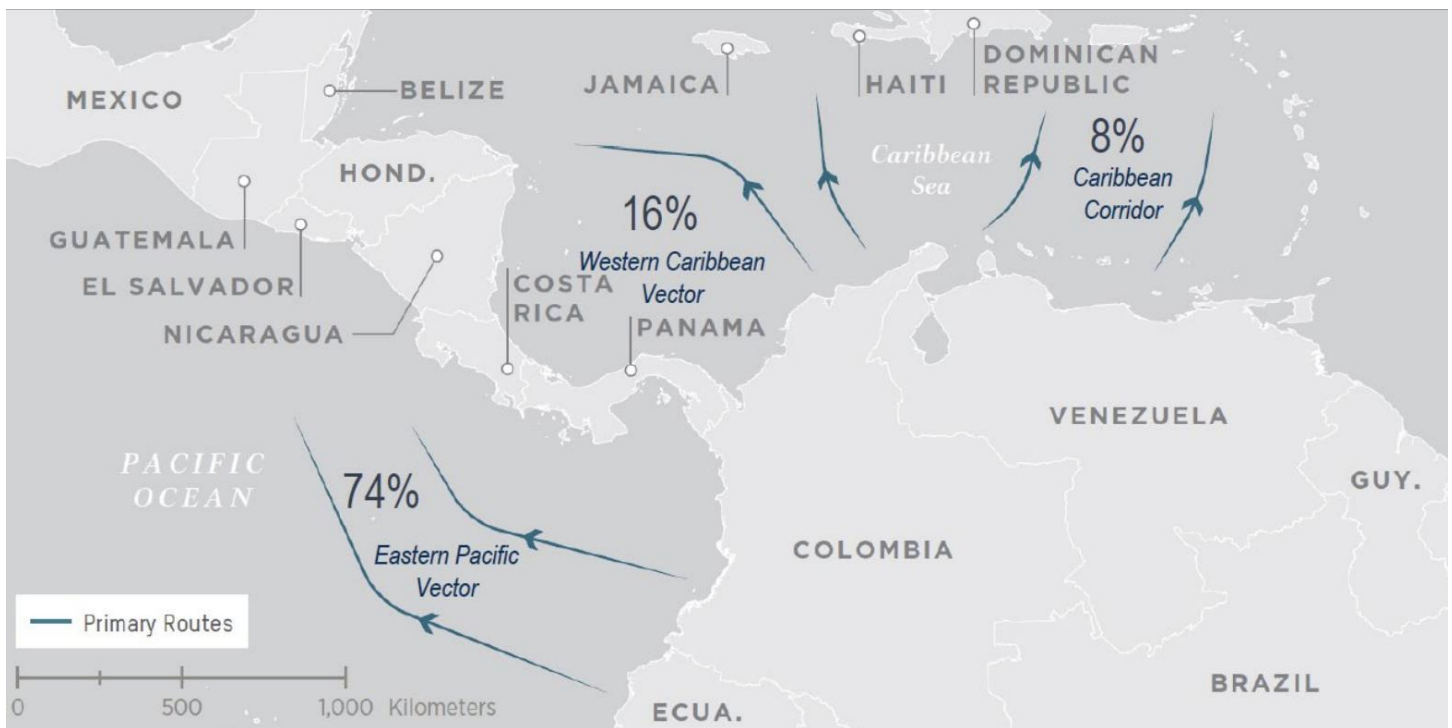 DOMINICAN
REPUBLIC
JAMAICA
HAITI
MEXICO
BELIZE
8%
Caribbean
Corridor
Caribbean
Sea
HOND.
16%
Western Caribbean
Vector
GUATEMALA
EL SALVADOR
COSTA
RICA
NICARAGUA
PANAMA
VENEZUELA
PACIFIC
OCEAN
74%
GUY.
COLOMBIA
Eastern Pacific
Vector
Primary Routes
BRAZIL
0 500 1,000 Kilometers
ECUA.